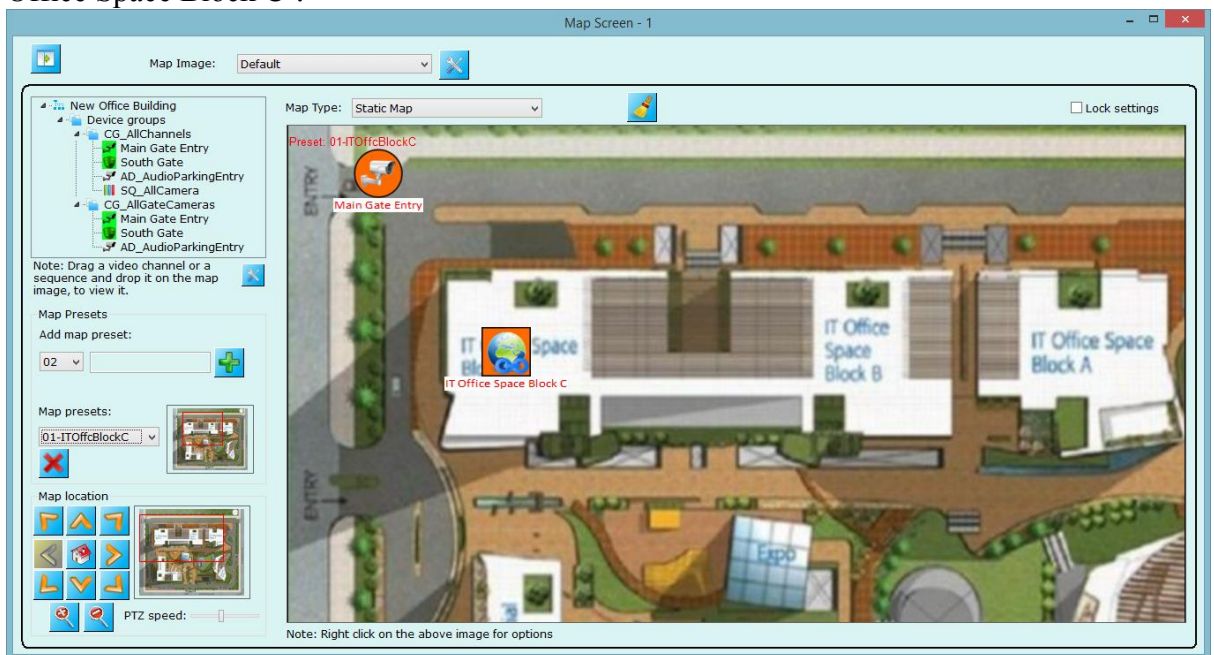 Map Screen - 1
Map Image: Default
New Office Building
Device groups
CG_AllChannels
Main Gate Entry
South Gate
AD_AudioParkingEntry
SQ_AllCamera
CG_AllGateCameras
Main Gate Entry
South Gate
AD_AudioParkingEntry
Note: Drag a video channel or a
sequence and drop it on the map
image, to view it.
Map Presets
Add map preset:
02
Map presets:
01-ITOffcBlockC
Map location
PTZ speed:
Map Type: Static Map
Lock settings
Preset: 01-ITOffcBlockC
ENTRY
Main Gate Entry
IT Space
IT Office Space Block C
IT Office
Space
Block B
IT Office Space
Block A
ENTRY
Expo
Note: Right click on the above image for options